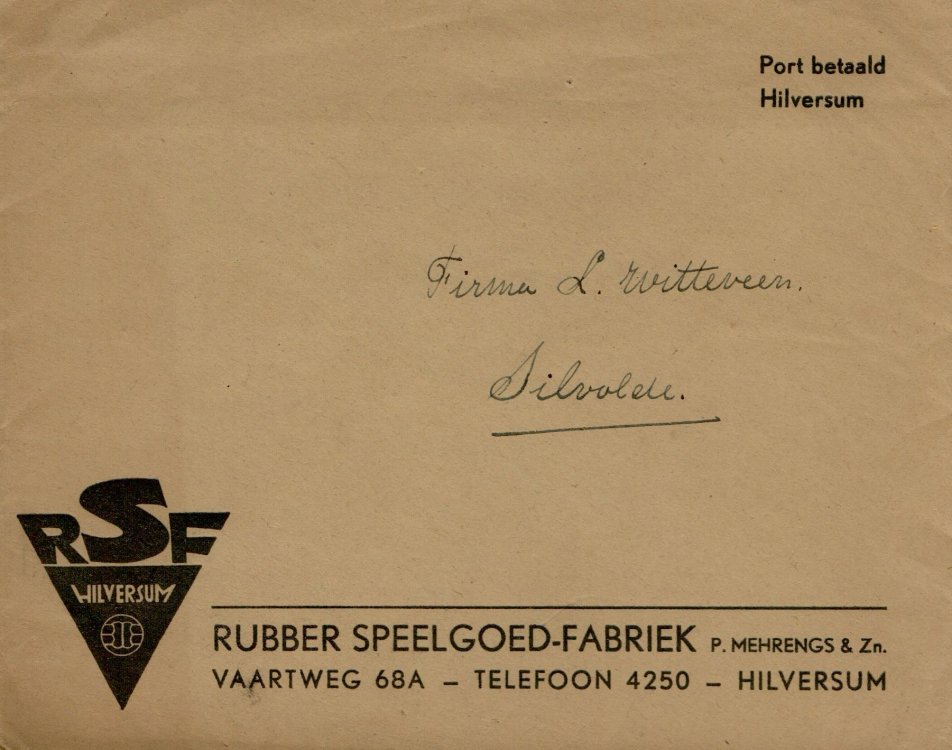 Port betaald
Hilversum
Firma L. Witteveen.
Silvolde.
RSF
HILVERSUM
RUBBER SPEELGOED-FABRIEK P. MEHRENGS & Zn.
VAARTWEG 68A – TELEFOON 4250 – HILVERSUM